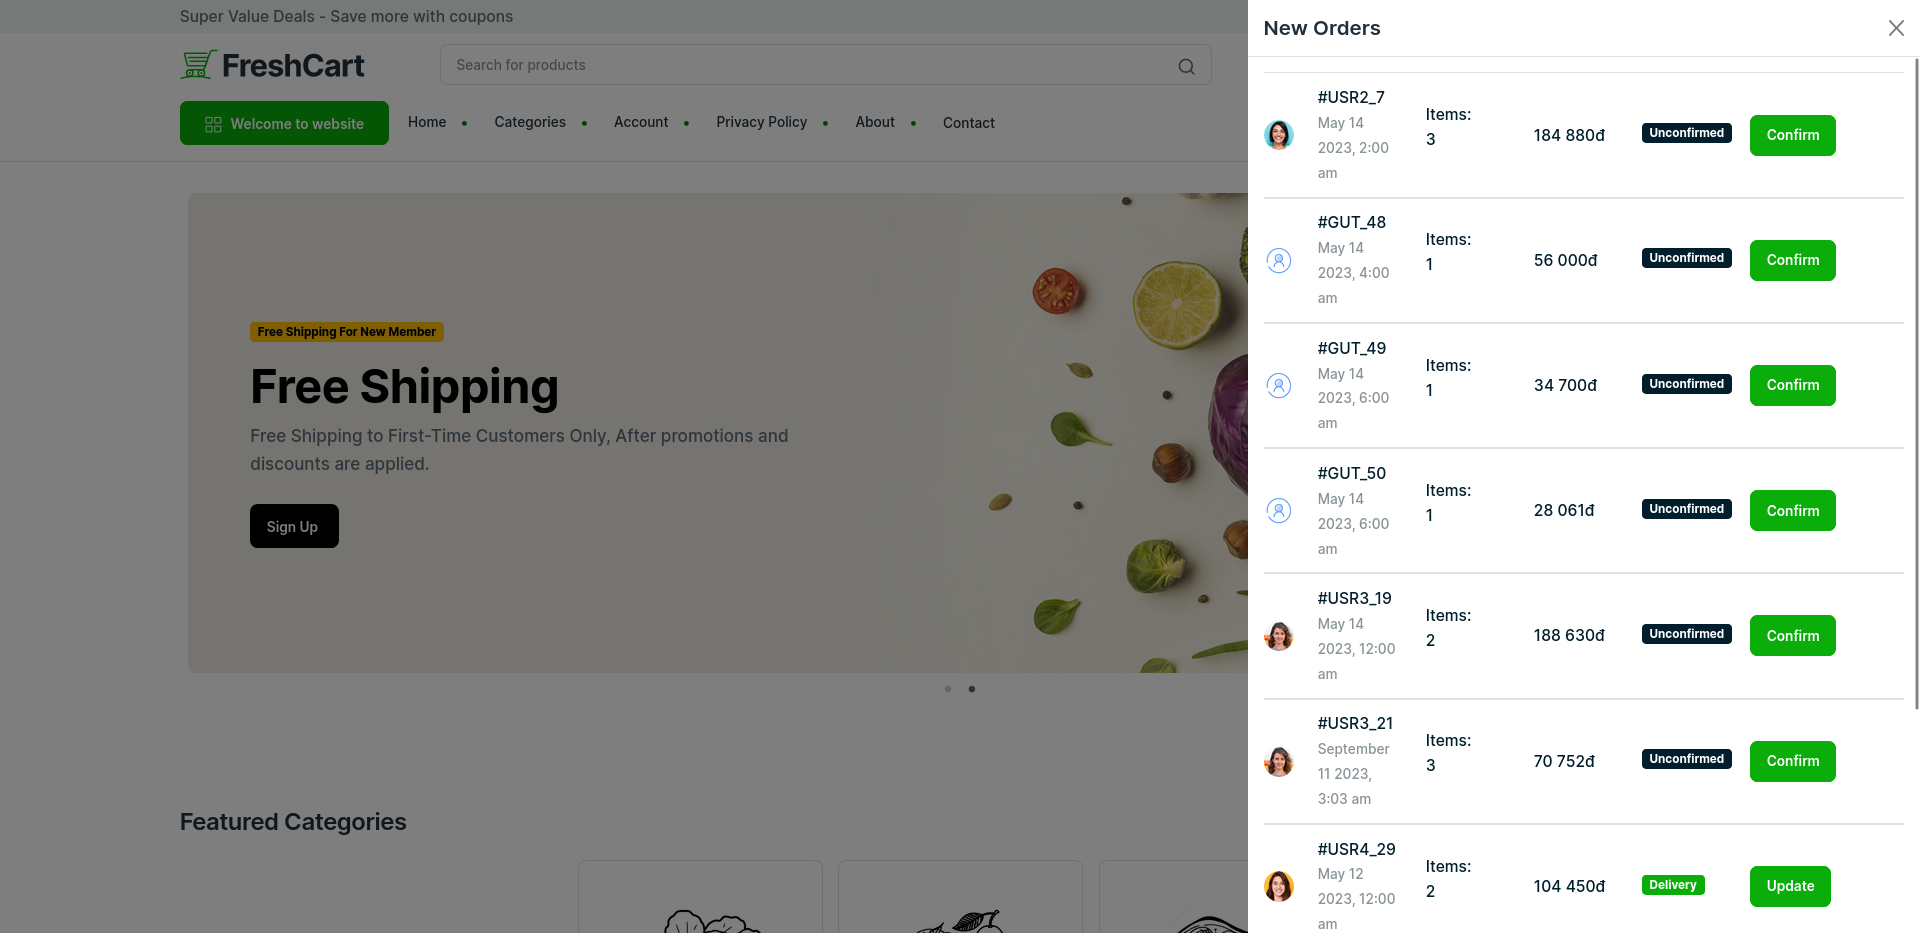 Super Value Deals - Save more with coupons
FreshCart
Search for products
Welcome to website
Home
Categories
Account
Privacy Policy
About
Contact
Free Shipping For New Member
Free Shipping
Free Shipping to First-Time Customers Only, After promotions and
discounts are applied.
Sign Up
Featured Categories
New Orders
#USR2_7
May 14
2023, 2:00
am
Items:
3
184 880đ
Unconfirmed
Confirm
#GUT_48
May 14
2023, 4:00
am
Items:
1
56 000đ
Unconfirmed
Confirm
#GUT_49
May 14
2023, 6:00
am
Items:
1
34 700đ
Unconfirmed
Confirm
#GUT_50
May 14
2023, 6:00
am
Items:
1
28 061đ
Unconfirmed
Confirm
#USR3_19
May 14
2023, 12:00
am
Items:
2
188 630đ
Unconfirmed
Confirm
#USR3_21
September
11 2023,
3:03 am
Items:
3
70 752đ
Unconfirmed
Confirm
#USR4_29
May 12
2023, 12:00
am
Items:
2
104 450đ
Delivery
Update